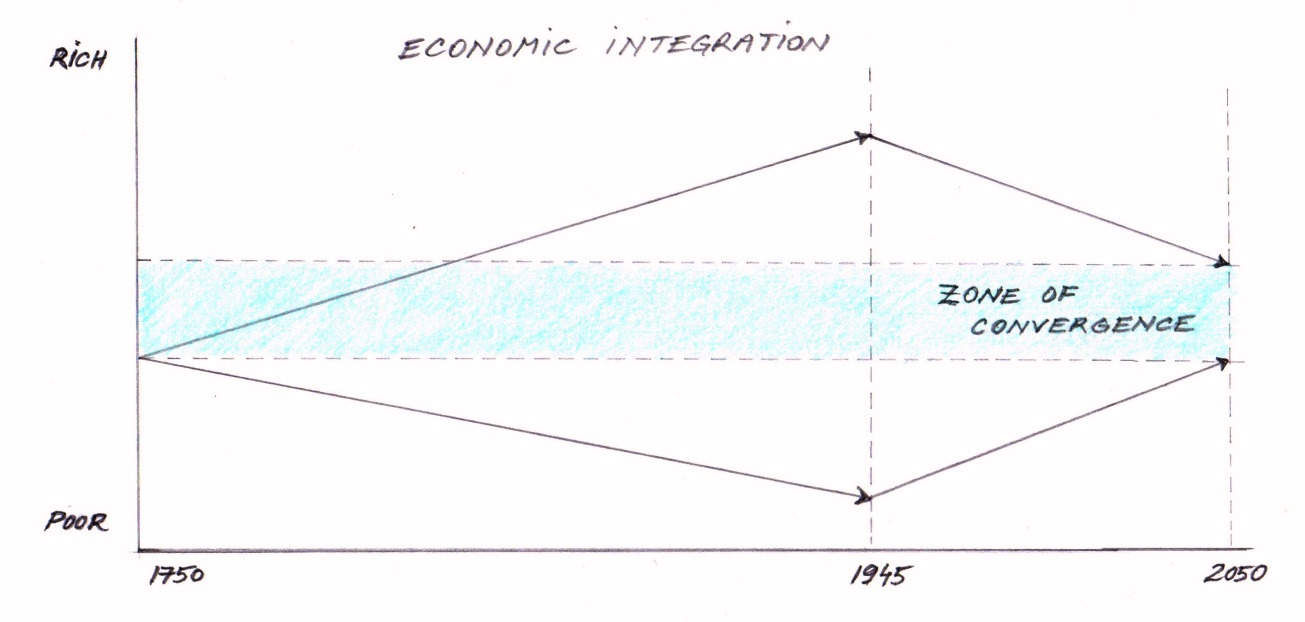 ECONOMIC INTEGRATION
RICH
ZONE OF
CONVERGENCE
POOR
1750
1945
2050